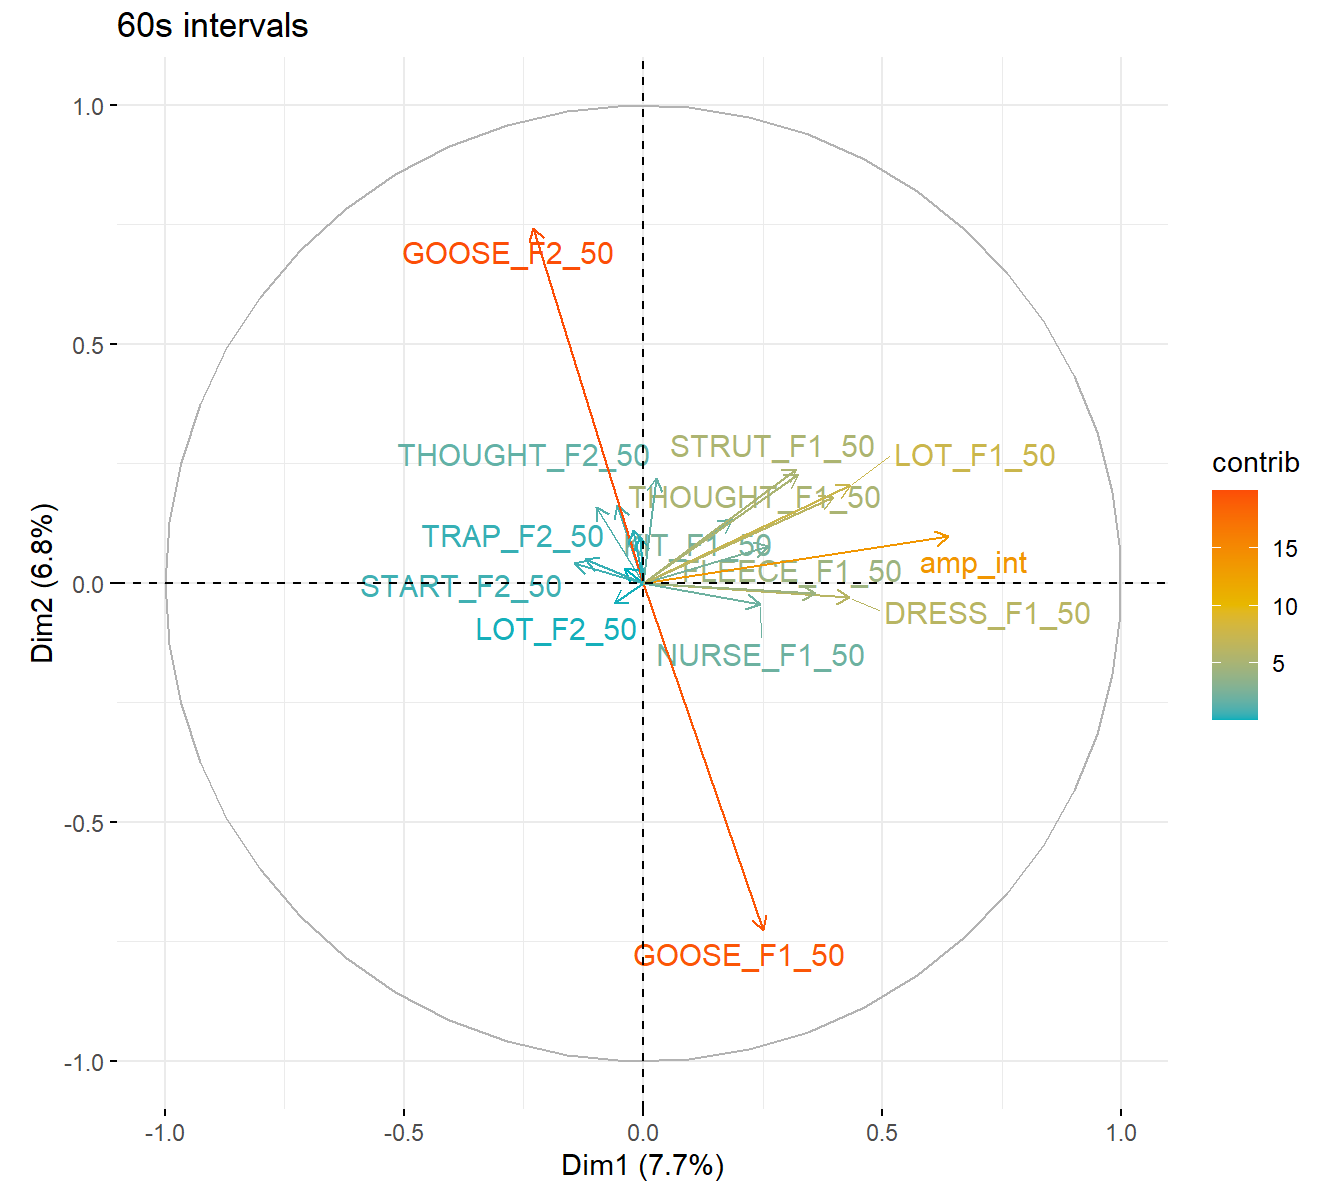 60s intervals
1.0
0.5
0.0
-0.5
-1.0
Dim2 (6.8%)
GOOSE_F2_50
THOUGHT_F2_50
STRUT_F1_50
LOT_F1_50
THOUGHT_F1_50
TRAP_F2_50
FLEECE_F1_50
amp_int
START_F2_50
DRESS_F1_50
LOT_F2_50
NURSE_F1_50
GOOSE_F1_50
-1.0
-0.5
0.0
0.5
1.0
Dim1 (7.7%)
contrib
15
10
5